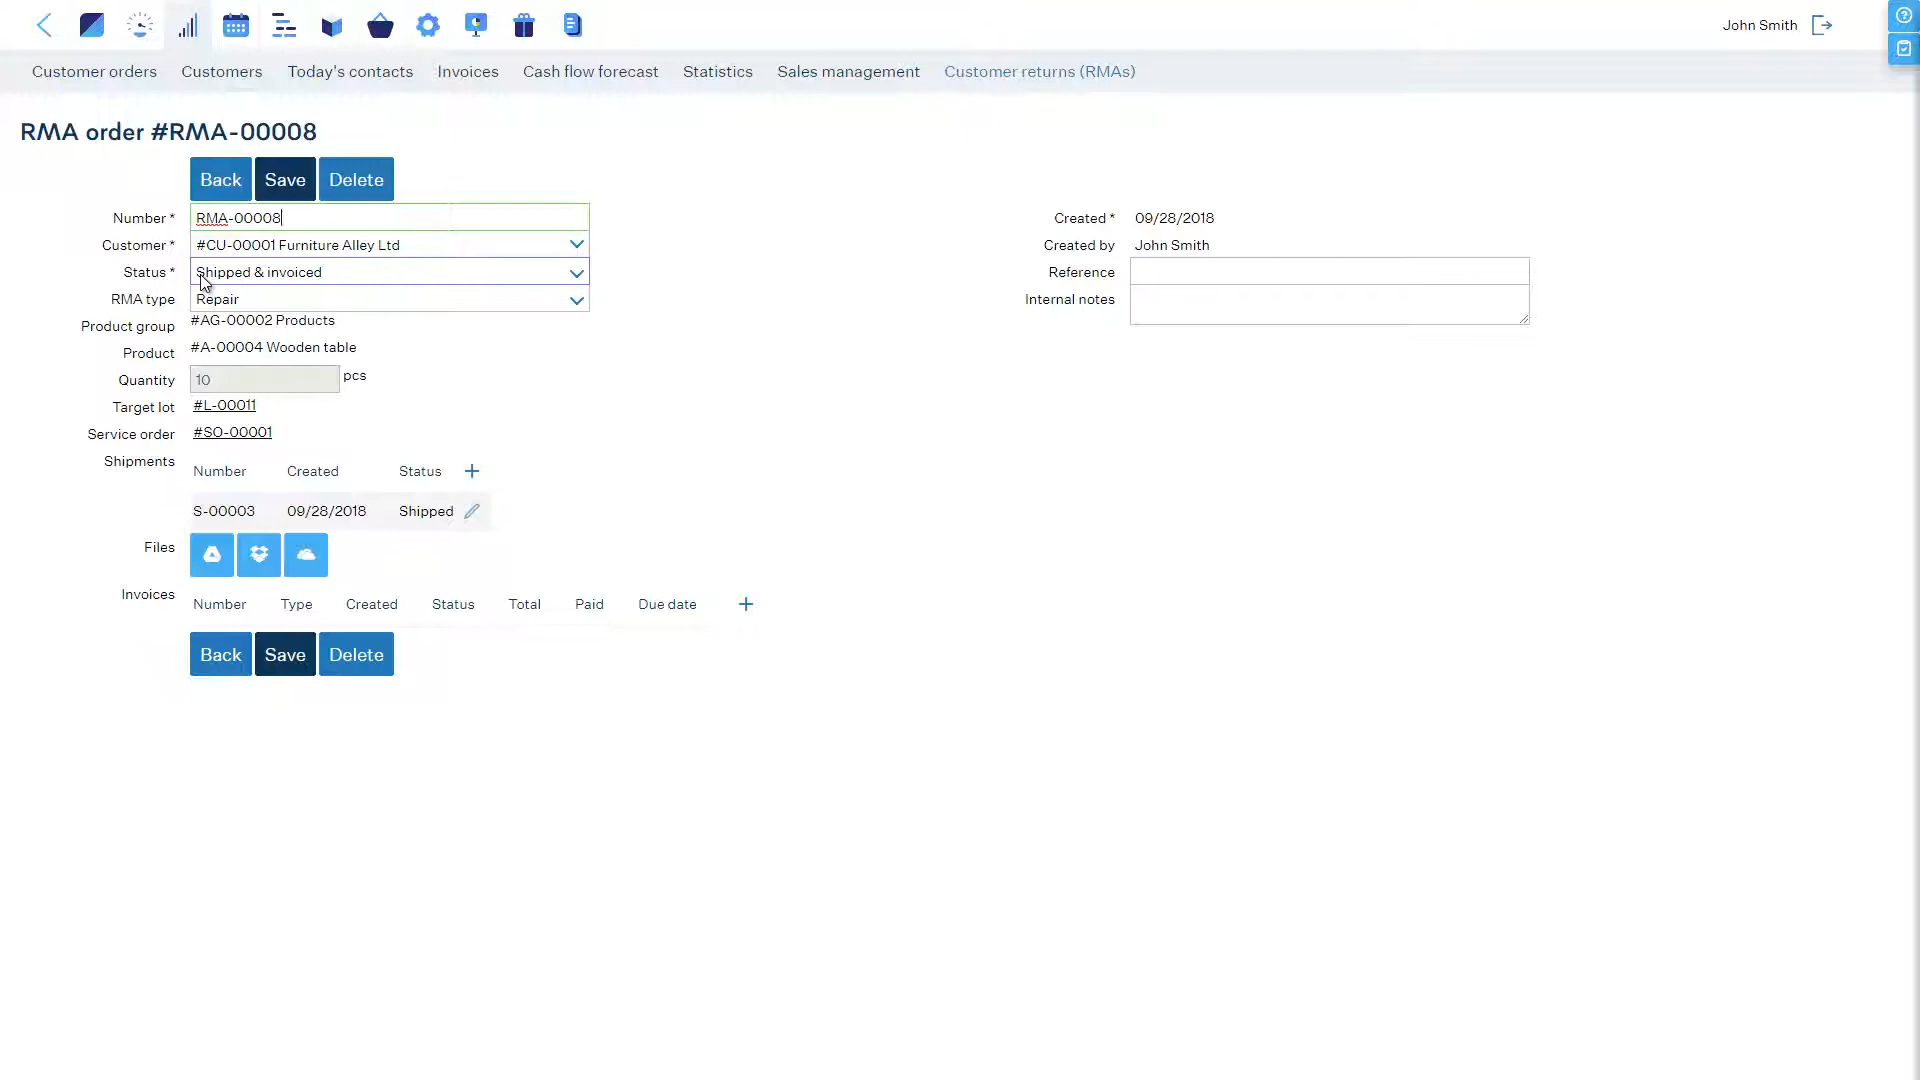 John Smith
Customer orders Customers Today's contacts Invoices Cash flow forecast Statistics Sales management Customer returns (RMAs)
RMA order #RMA-00008
Back Save Delete
Number * RMA-00008 Created * 09/28/2018
Customer * #CU-00001 Furniture Alley Ltd Created by John Smith
Status * Shipped & invoiced Reference
RMA type Repair Internal notes
Product group #AG-00002 Products
Product #A-00004 Wooden table
Quantity 10 pcs
Target lot #L-00011
Service order #SO-00001
Shipments Number Created Status
S-00003 09/28/2018 Shipped
Files
Invoices Number Type Created Status Total Paid Due date
Back Save Delete